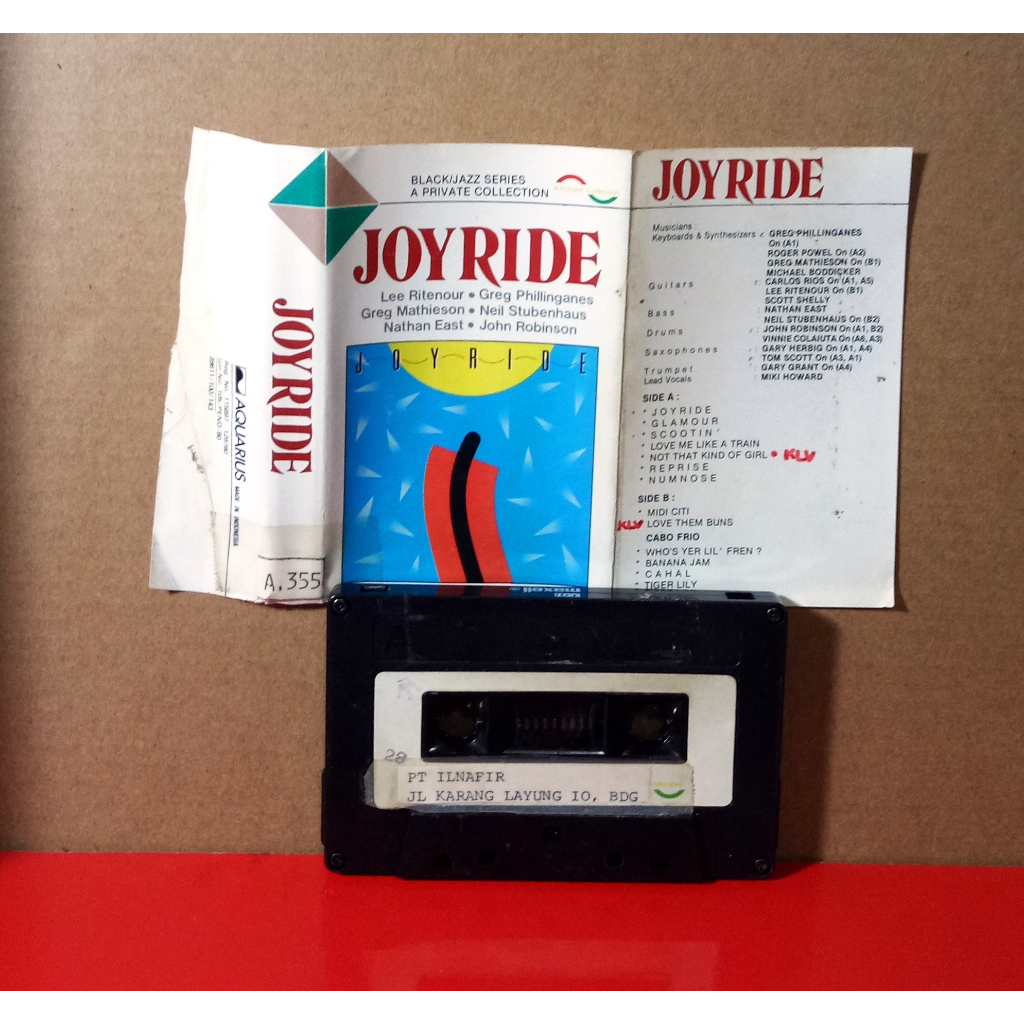 BLACK/JAZZ SERIES
A PRIVATE COLLECTION
JOYRIDE
Lee Ritenour • Greg Phillinganes
Greg Mathieson • Neil Stubenhaus
Nathan East • John Robinson
JOYRIDE
maxell
JOYRIDE
AQUARIUS MADE IN INDONESIA
A.355
JOYRIDE
Musicians :
Keyboards & Synthesizers : GREG PHILLINGANES
On (A1)
ROGER POWEL On (A2)
GREG MATHIESON On (B1)
MICHAEL BODDICKER
Guitars : CARLOS RIOS On (A1, A5)
LEE RITENOUR On (B1)
SCOTT SHELLY
Bass : NATHAN EAST
NEIL STUBENHAUS On (B2)
Drums : JOHN ROBINSON On (A1, B2)
VINNIE COLAIUTA On (A6, A3)
Saxophones : GARY HERBIG On (A1, A4)
TOM SCOTT On (A3, A1)
Trumpet : GARY GRANT On (A4)
Lead Vocals : MIKI HOWARD
SIDE A :
• JOYRIDE
• GLAMOUR
• SCOOTIN'
• LOVE ME LIKE A TRAIN
• NOT THAT KIND OF GIRL • KLV
• REPRISE
• NUMNOSE
SIDE B :
• MIDI CITI
KLV LOVE THEM BUNS
CABO FRIO
• WHO'S YER LIL' FREN ?
• BANANA JAM
• CAHAL
• TIGER LILY
28
PT ILNAFIR
JL KARANG LAYUNG IO, BDG